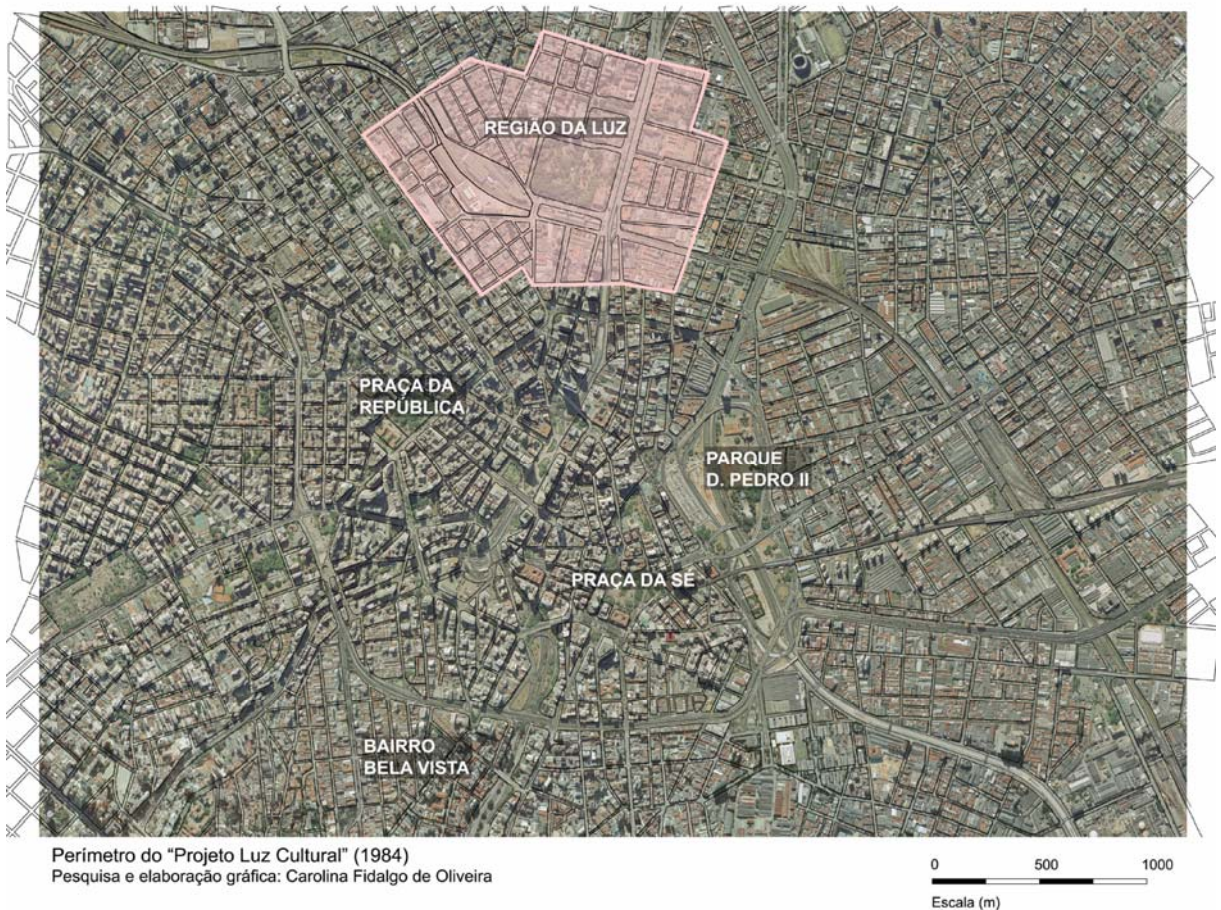 REGIÃO DA LUZ
PRAÇA DA
REPÚBLICA
PARQUE
D. PEDRO II
PRAÇA DA SÉ
BAIRRO
BELA VISTA
Perímetro do “Projeto Luz Cultural” (1984)
Pesquisa e elaboração gráfica: Carolina Fidalgo de Oliveira
0 500 1000
Escala (m)